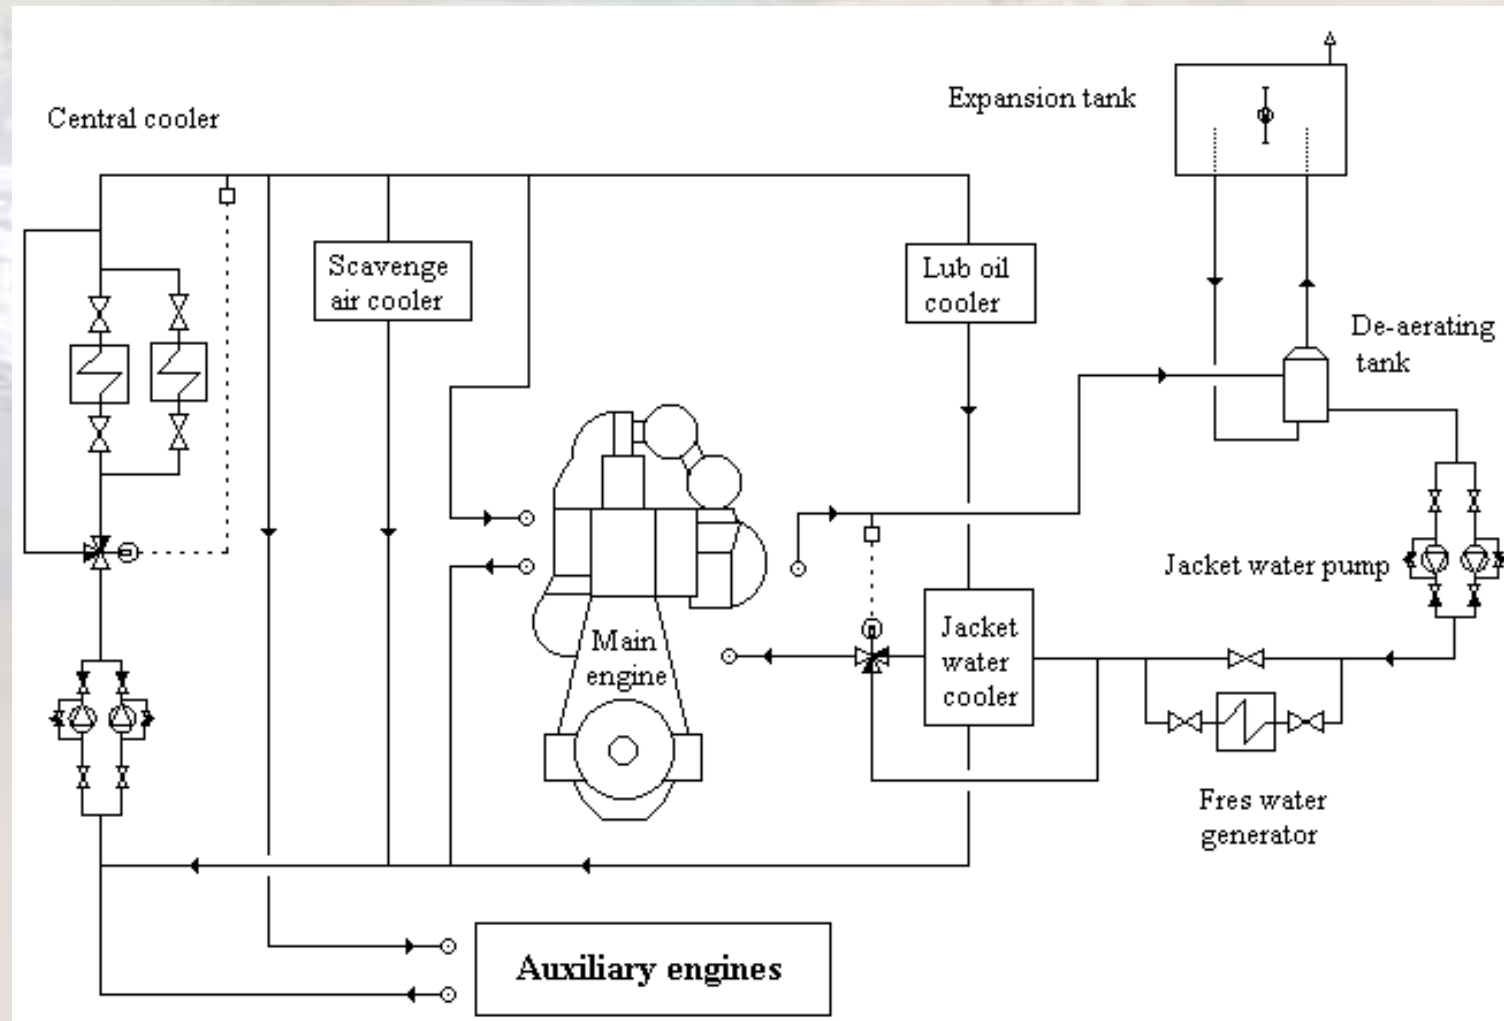 Central cooler
Expansion tank
Scavenge
air cooler
Lub oil
cooler
De-aerating
tank
Jacket water pump
Main
engine
Jacket
water
cooler
Fres water
generator
Auxiliary engines